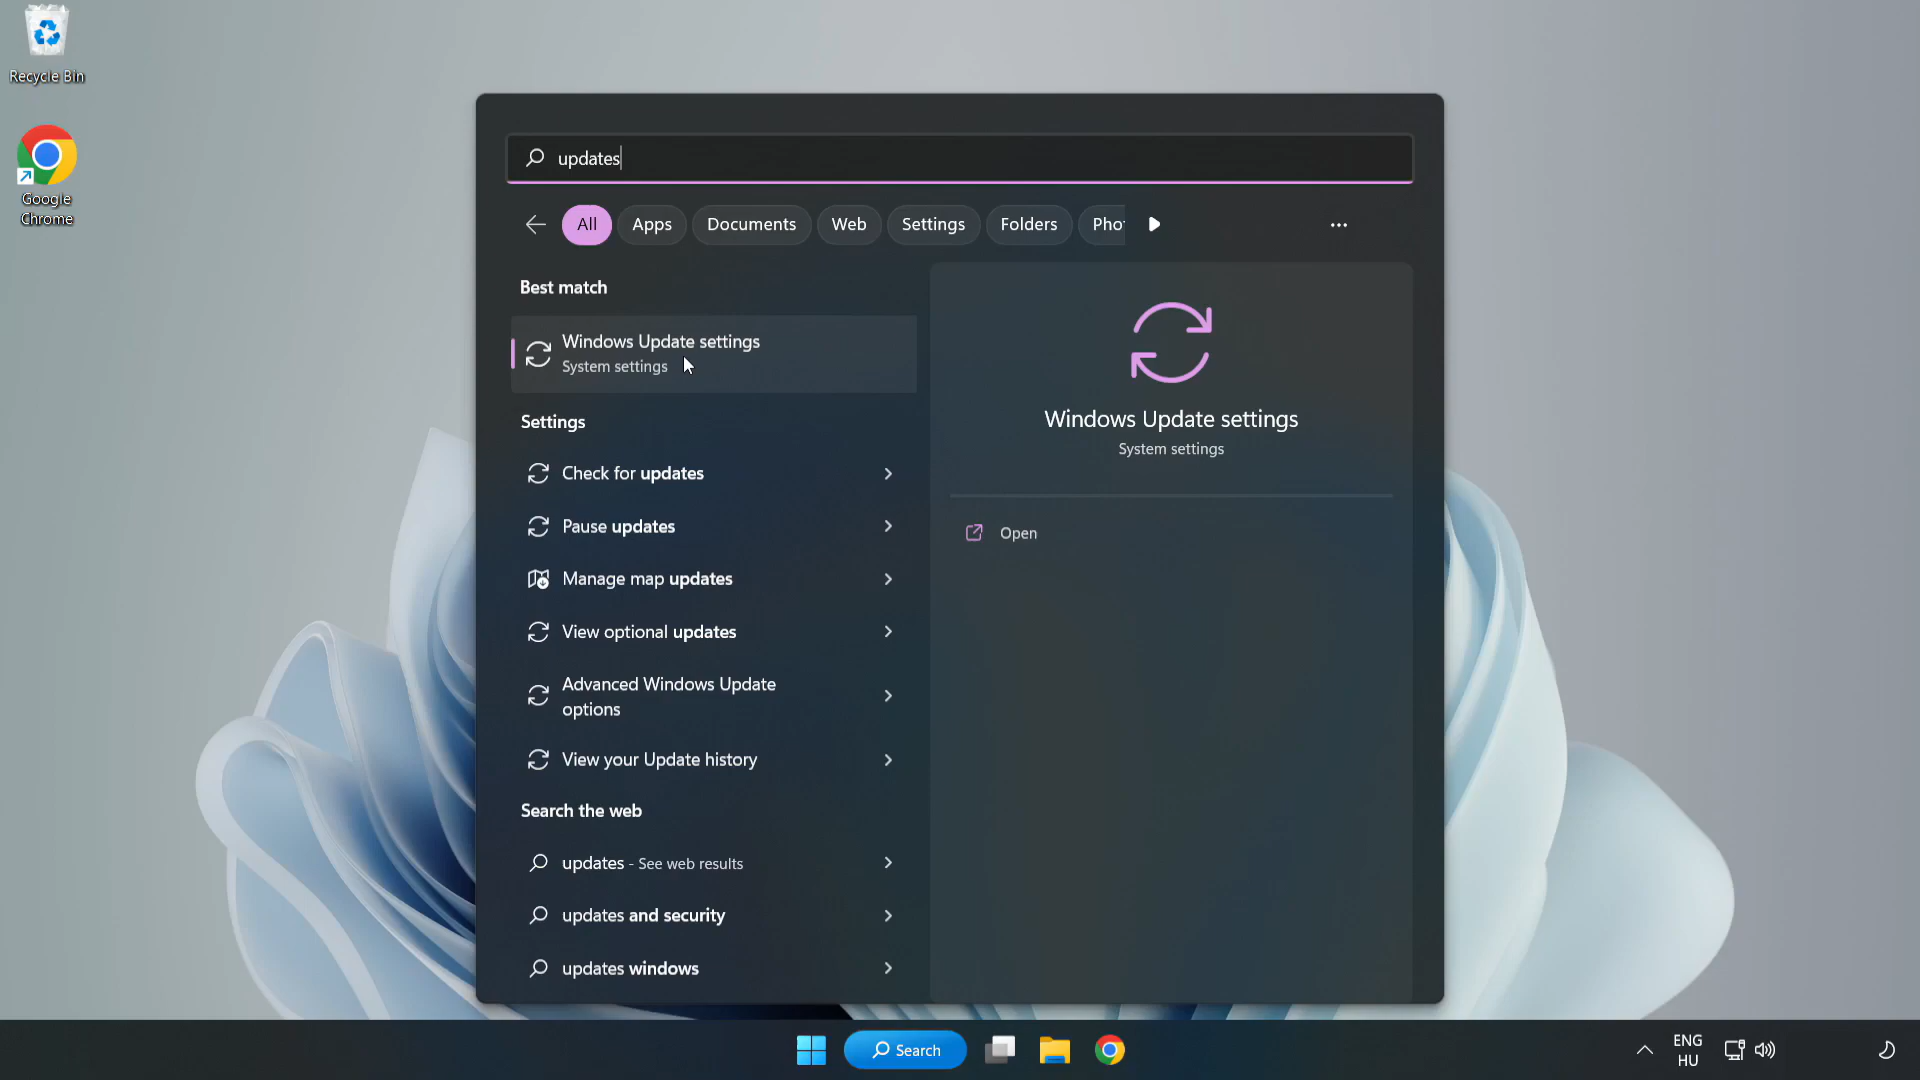 Recycle Bin
Google
Chrome
updates
All
Apps
Documents
Web
Settings
Folders
Pho
Best match
Windows Update settings
System settings
Settings
Check for updates
Pause updates
Manage map updates
View optional updates
Advanced Windows Update
options
View your Update history
Search the web
updates - See web results
updates and security
updates windows
Windows Update settings
System settings
Open
Search
ENG
HU